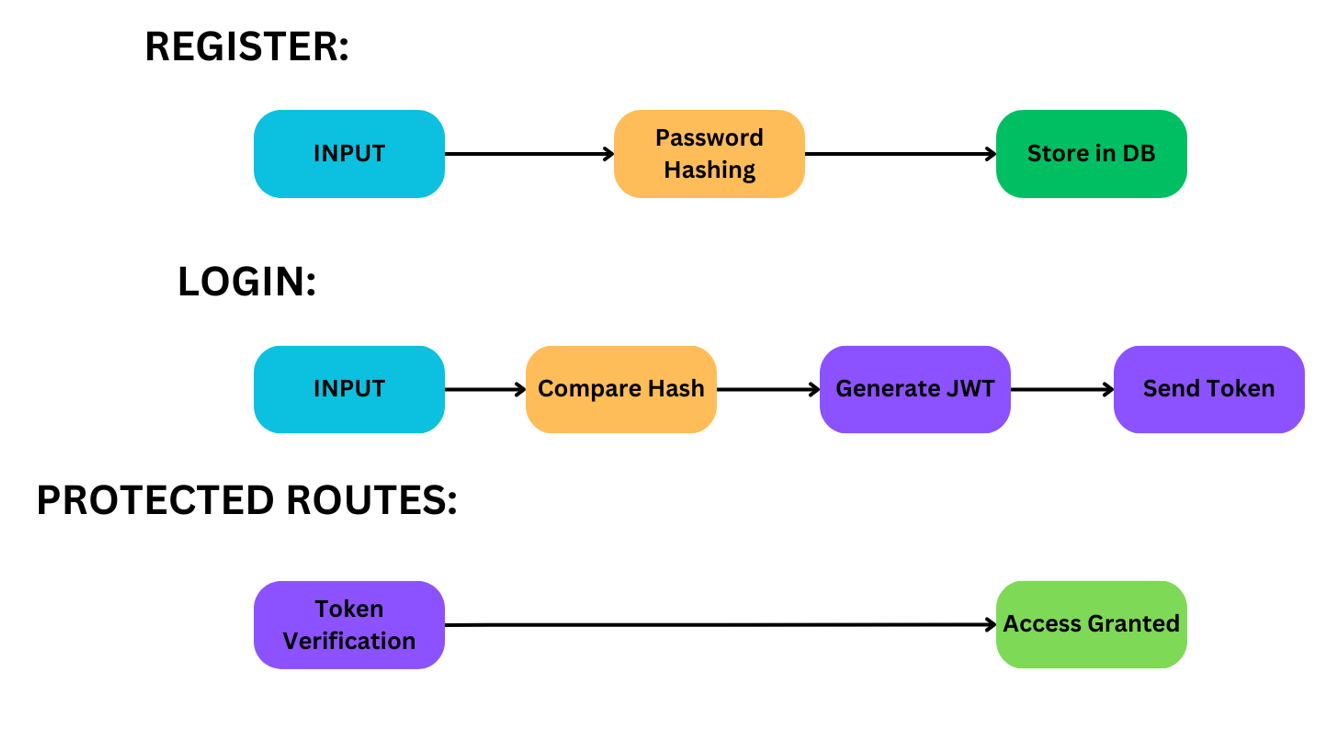 REGISTER:
INPUT
Password
Hashing
Store in DB
LOGIN:
INPUT
Compare Hash
Generate JWT
Send Token
PROTECTED ROUTES:
Token
Verification
Access Granted